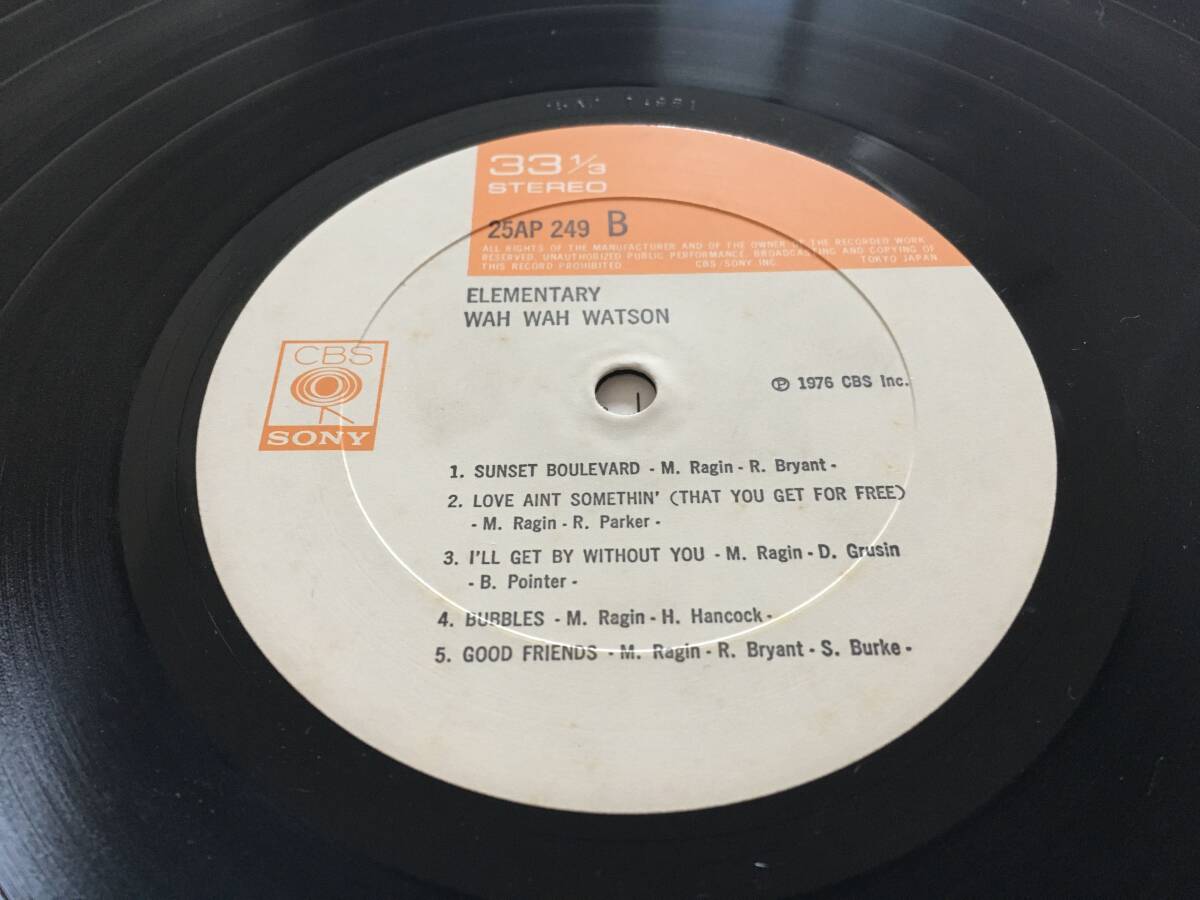 33 1/3
STEREO
25AP 249 B
ALL RIGHTS OF THE MANUFACTURER AND OF THE OWNER OF THE RECORDED WORK
RESERVED. UNAUTHORIZED PUBLIC PERFORMANCE, BROADCASTING AND COPYING OF
THIS RECORD PROHIBITED CBS/SONY INC. TOKYO JAPAN
ELEMENTARY
WAH WAH WATSON
CBS
SONY
℗ 1976 CBS Inc.
1. SUNSET BOULEVARD - M. Ragin - R. Bryant -
2. LOVE AINT SOMETHIN' (THAT YOU GET FOR FREE)
- M. Ragin - R. Parker -
3. I'LL GET BY WITHOUT YOU - M. Ragin - D. Grusin
- B. Pointer -
4. BUBBLES - M. Ragin - H. Hancock -
5. GOOD FRIENDS - M. Ragin - R. Bryant - S. Burke -